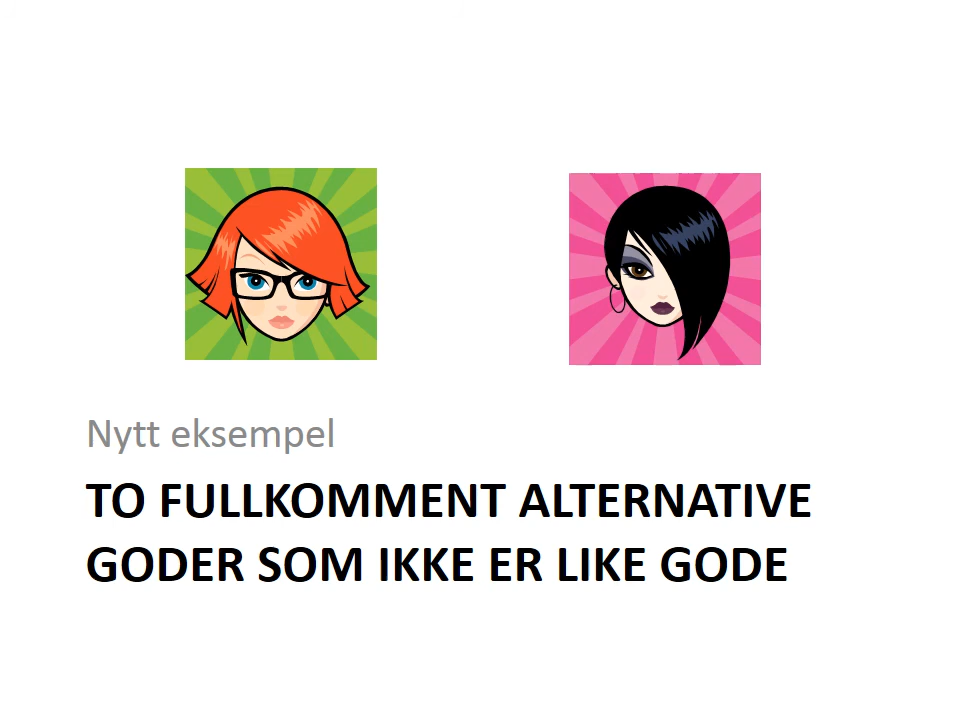 Nytt eksempel
TO FULLKOMMENT ALTERNATIVE
GODER SOM IKKE ER LIKE GODE